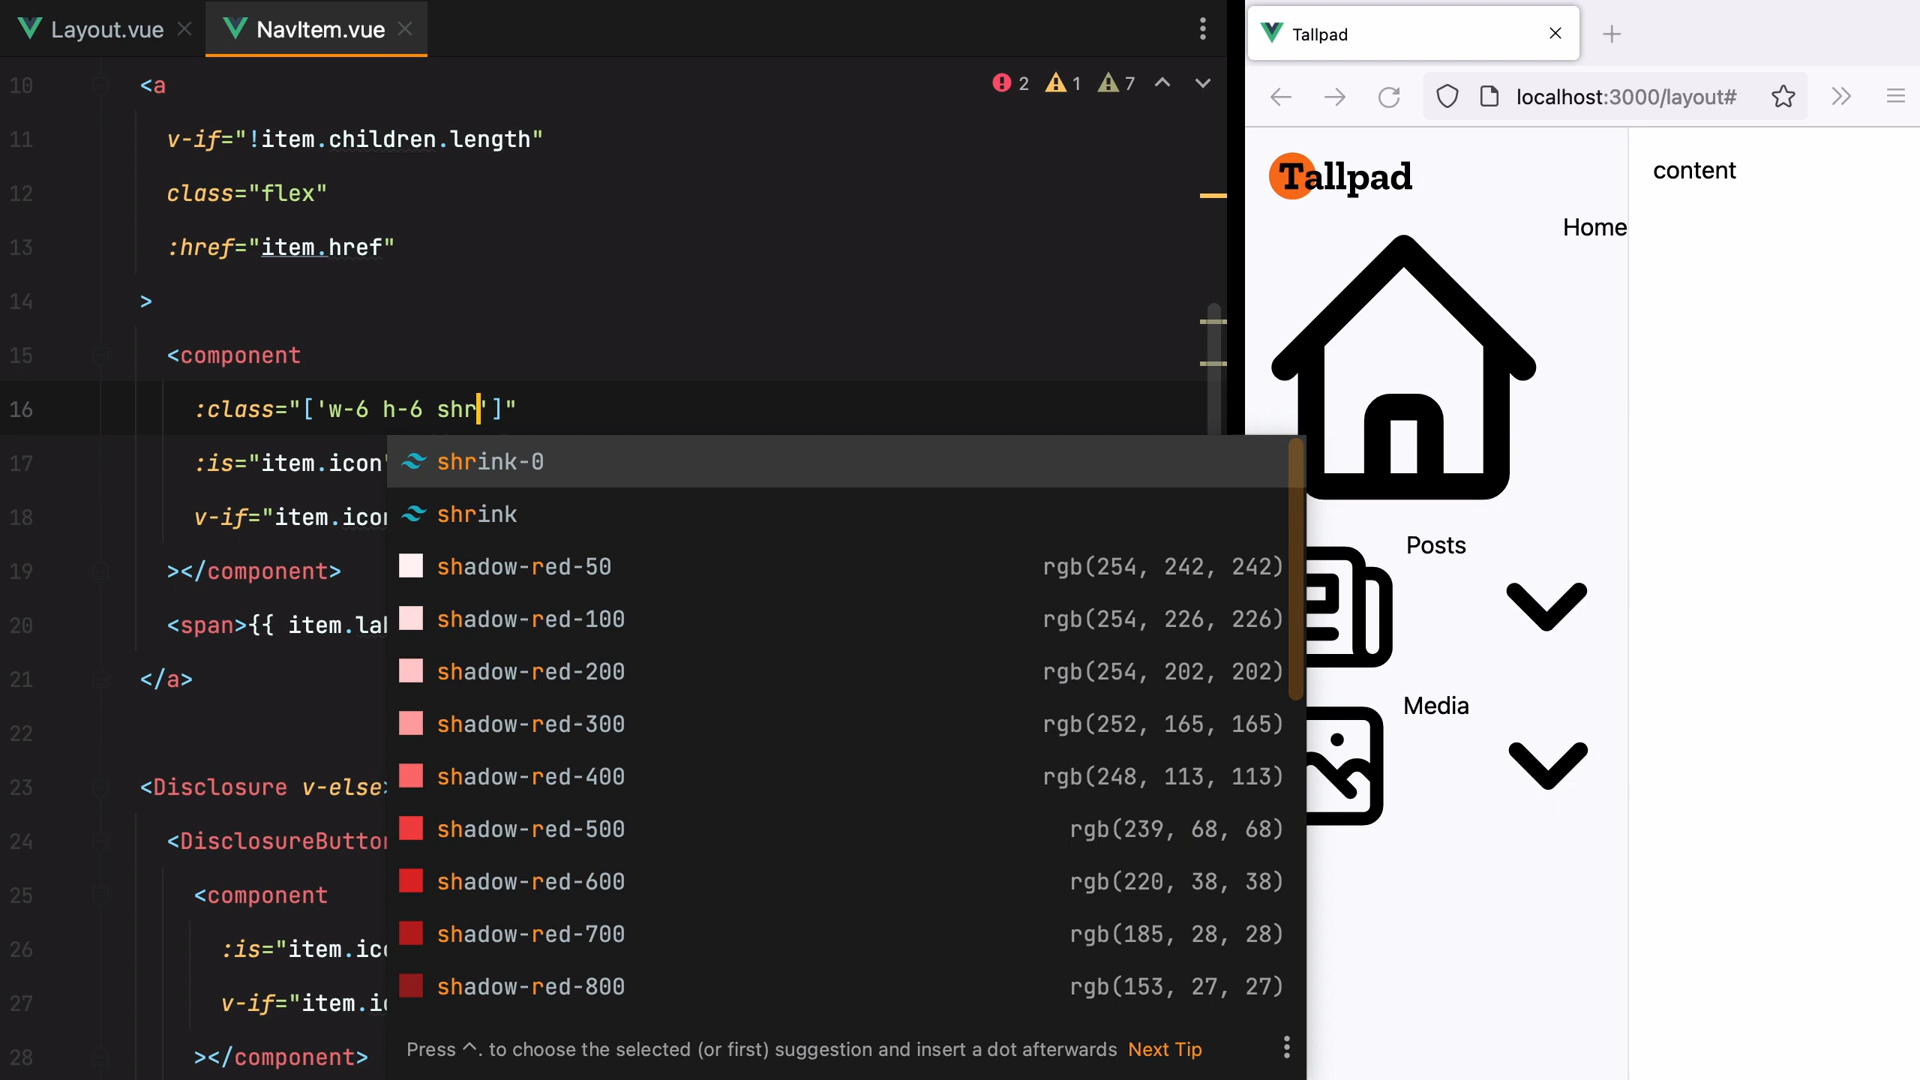 Layout.vue
NavItem.vue
2 1 7
10 <a
11 v-if="!item.children.length"
12 class="flex"
13 :href="item.href"
14 >
15 <component
16 :class="['w-6 h-6 shr']"
17 :is="item.icon"
18 v-if="item.icon
19 ></component>
20 <span>{{ item.lab
21 </a>
22
23 <Disclosure v-else>
24 <DisclosureButton
25 <component
26 :is="item.ico
27 v-if="item.ic
28 ></component>
shrink-0
shrink
shadow-red-50 rgb(254, 242, 242)
shadow-red-100 rgb(254, 226, 226)
shadow-red-200 rgb(254, 202, 202)
shadow-red-300 rgb(252, 165, 165)
shadow-red-400 rgb(248, 113, 113)
shadow-red-500 rgb(239, 68, 68)
shadow-red-600 rgb(220, 38, 38)
shadow-red-700 rgb(185, 28, 28)
shadow-red-800 rgb(153, 27, 27)
Press ^. to choose the selected (or first) suggestion and insert a dot afterwards Next Tip
Tallpad
localhost:3000/layout#
Tallpad
content
Home
Posts
Media